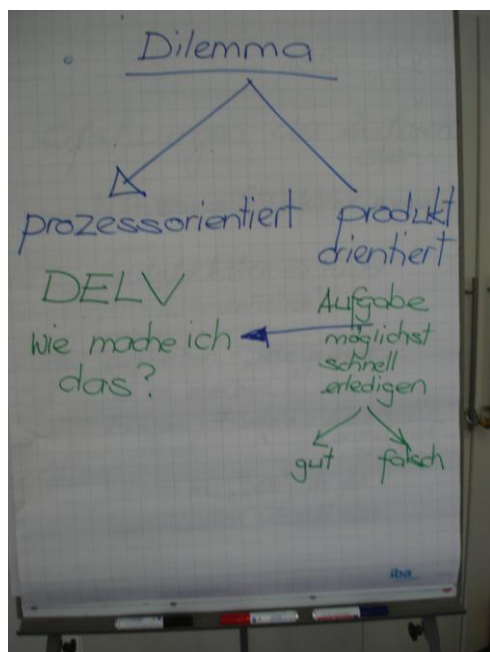 Dilemma
prozessorientiert
produkt
orientiert
DELV
wie mache ich
das?
Aufgabe
möglichst
schnell
erledigen
gut
falsch
iba